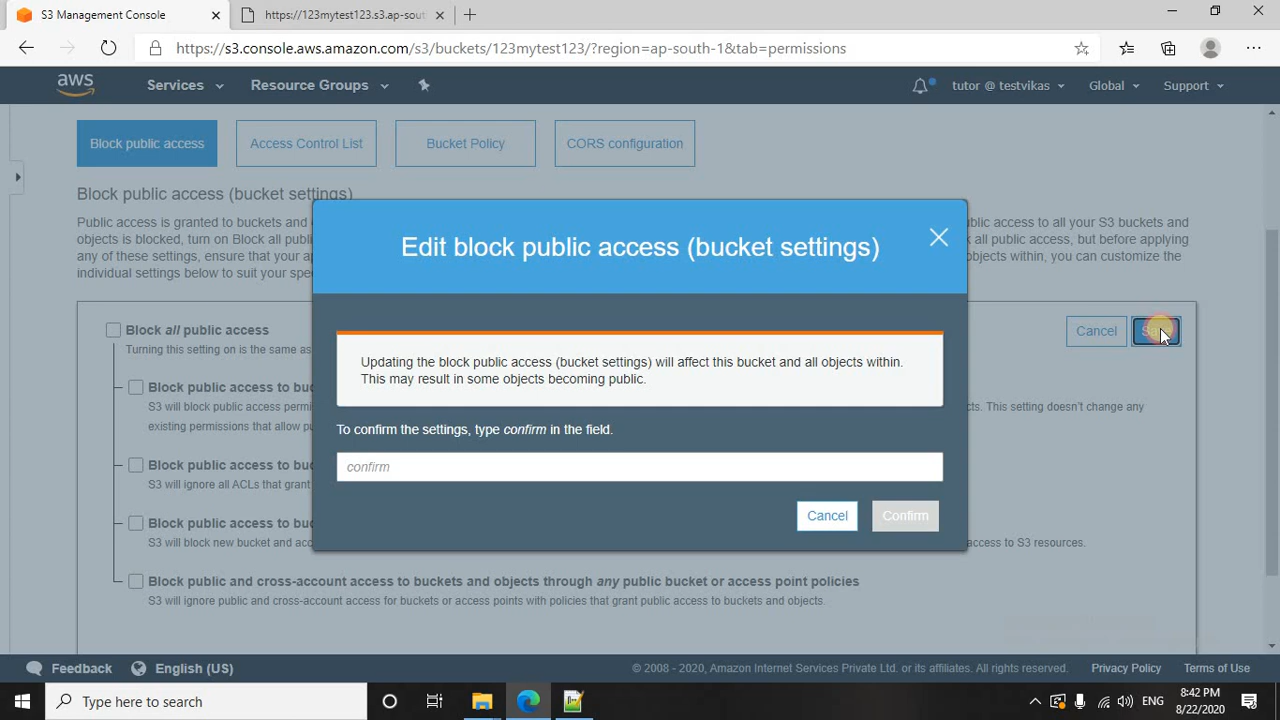 S3 Management Console
https://123mytest123.s3.ap-sout
https://s3.console.aws.amazon.com/s3/buckets/123mytest123/?region=ap-south-1&tab=permissions
aws
Services
Resource Groups
tutor @ testvikas
Global
Support
Block public access
Access Control List
Bucket Policy
CORS configuration
Block public access (bucket settings)
Public access is granted to buckets and
blic access to all your S3 buckets and
objects is blocked, turn on Block all publi
k all public access, but before applying
any of these settings, ensure that your ap
bjects within, you can customize the
individual settings below to suit your spe
Edit block public access (bucket settings)
Block all public access
Turning this setting on is the same as
Cancel
Updating the block public access (bucket settings) will affect this bucket and all objects within.
This may result in some objects becoming public.
Block public access to bu
S3 will block public access permi
cts. This setting doesn't change any
existing permissions that allow pu
To confirm the settings, type confirm in the field.
confirm
Block public access to bu
S3 will ignore all ACLs that grant
Cancel
Confirm
Block public access to bu
S3 will block new bucket and acc
access to S3 resources.
Block public and cross-account access to buckets and objects through any public bucket or access point policies
S3 will ignore public and cross-account access for buckets or access points with policies that grant public access to buckets and objects.
Feedback
English (US)
© 2008 - 2020, Amazon Internet Services Private Ltd. or its affiliates. All rights reserved.
Privacy Policy
Terms of Use
Type here to search
ENG
8:42 PM
8/22/2020